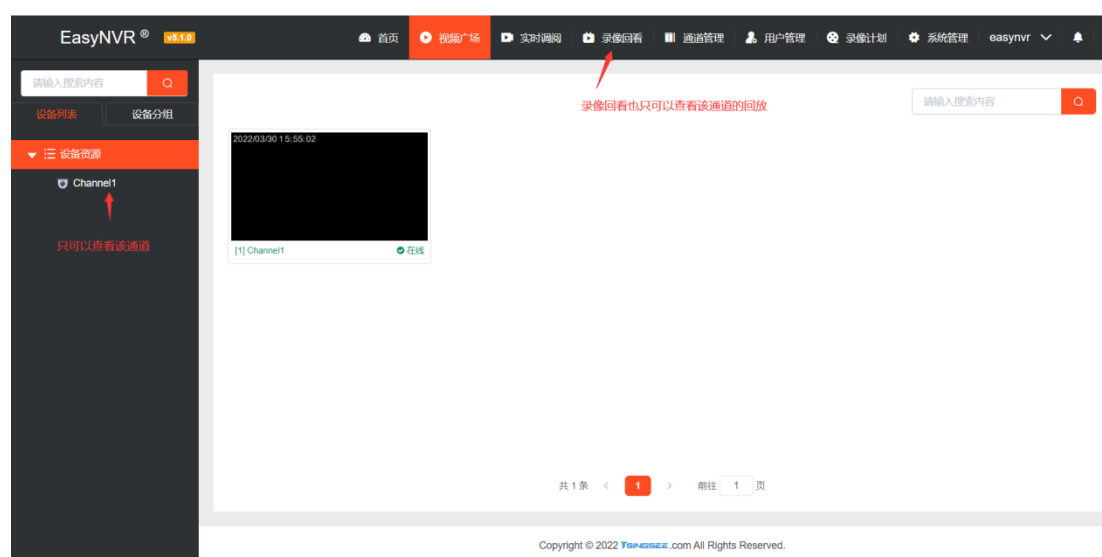 EasyNVR ® v5.1.0 首页 视频广场 实时调阅 录像回看 通道管理 用户管理 录像计划 系统管理 easynvr
请输入搜索内容
设备列表 设备分组
设备资源
Channel1
只可以查看该通道
录像回看也只可以查看该通道的回放
请输入搜索内容
2022/03/30 15:55:02
[1] Channel1 在线
共 1 条 < 1 > 前往 1 页
Copyright © 2022 TSINGSEE .com All Rights Reserved.